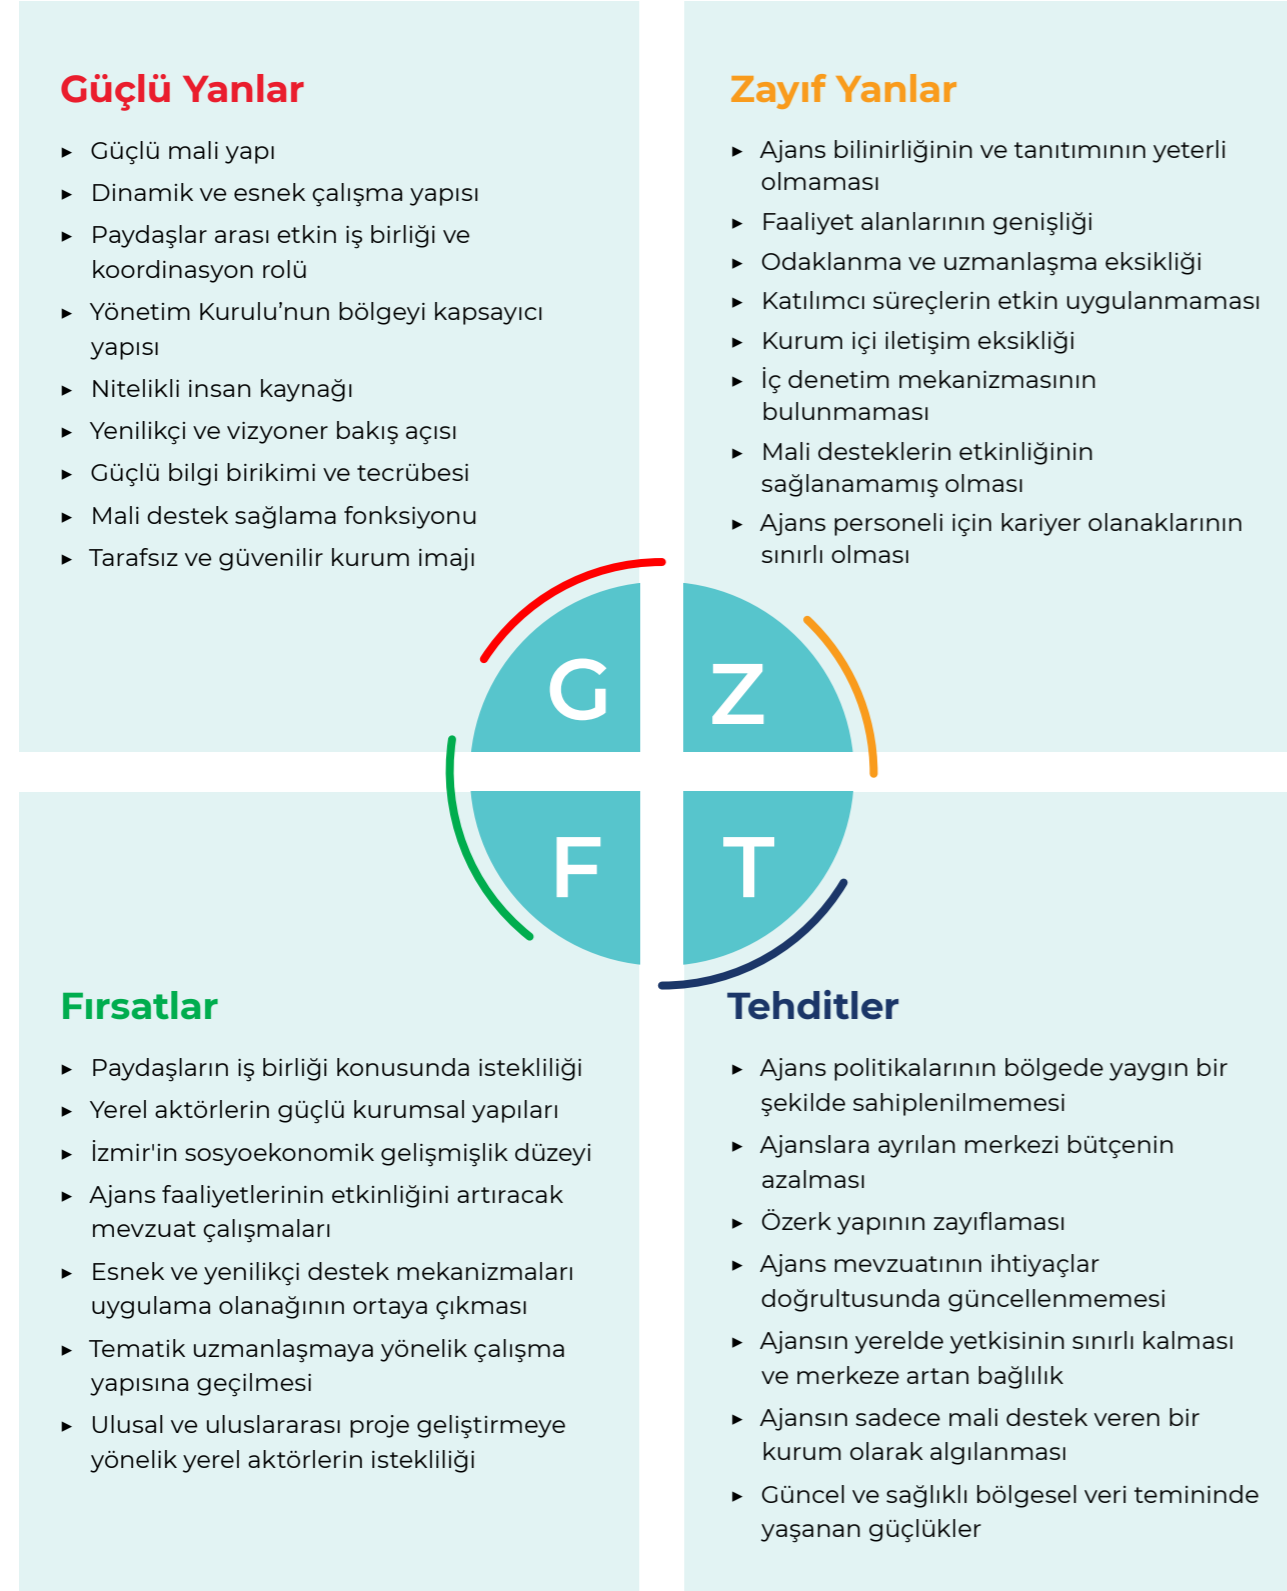 Güçlü Yanlar
▸ Güçlü mali yapı
▸ Dinamik ve esnek çalışma yapısı
▸ Paydaşlar arası etkin iş birliği ve
koordinasyon rolü
▸ Yönetim Kurulu’nun bölgeyi kapsayıcı
yapısı
▸ Nitelikli insan kaynağı
▸ Yenilikçi ve vizyoner bakış açısı
▸ Güçlü bilgi birikimi ve tecrübesi
▸ Mali destek sağlama fonksiyonu
▸ Tarafsız ve güvenilir kurum imajı
Zayıf Yanlar
▸ Ajans bilinirliğinin ve tanıtımının yeterli
olmaması
▸ Faaliyet alanlarının genişliği
▸ Odaklanma ve uzmanlaşma eksikliği
▸ Katılımcı süreçlerin etkin uygulanmaması
▸ Kurum içi iletişim eksikliği
▸ İç denetim mekanizmasının
bulunmaması
▸ Mali desteklerin etkinliğinin
sağlanamamış olması
▸ Ajans personeli için kariyer olanaklarının
sınırlı olması
G
Z
F
T
Fırsatlar
▸ Paydaşların iş birliği konusunda istekliliği
▸ Yerel aktörlerin güçlü kurumsal yapıları
▸ İzmir'in sosyoekonomik gelişmişlik düzeyi
▸ Ajans faaliyetlerinin etkinliğini artıracak
mevzuat çalışmaları
▸ Esnek ve yenilikçi destek mekanizmaları
uygulama olanağının ortaya çıkması
▸ Tematik uzmanlaşmaya yönelik çalışma
yapısına geçilmesi
▸ Ulusal ve uluslararası proje geliştirmeye
yönelik yerel aktörlerin istekliliği
Tehditler
▸ Ajans politikalarının bölgede yaygın bir
şekilde sahiplenilmemesi
▸ Ajanslara ayrılan merkezi bütçenin
azalması
▸ Özerk yapının zayıflaması
▸ Ajans mevzuatının ihtiyaçlar
doğrultusunda güncellenmemesi
▸ Ajansın yerelde yetkisinin sınırlı kalması
ve merkeze artan bağlılık
▸ Ajansın sadece mali destek veren bir
kurum olarak algılanması
▸ Güncel ve sağlıklı bölgesel veri temininde
yaşanan güçlükler